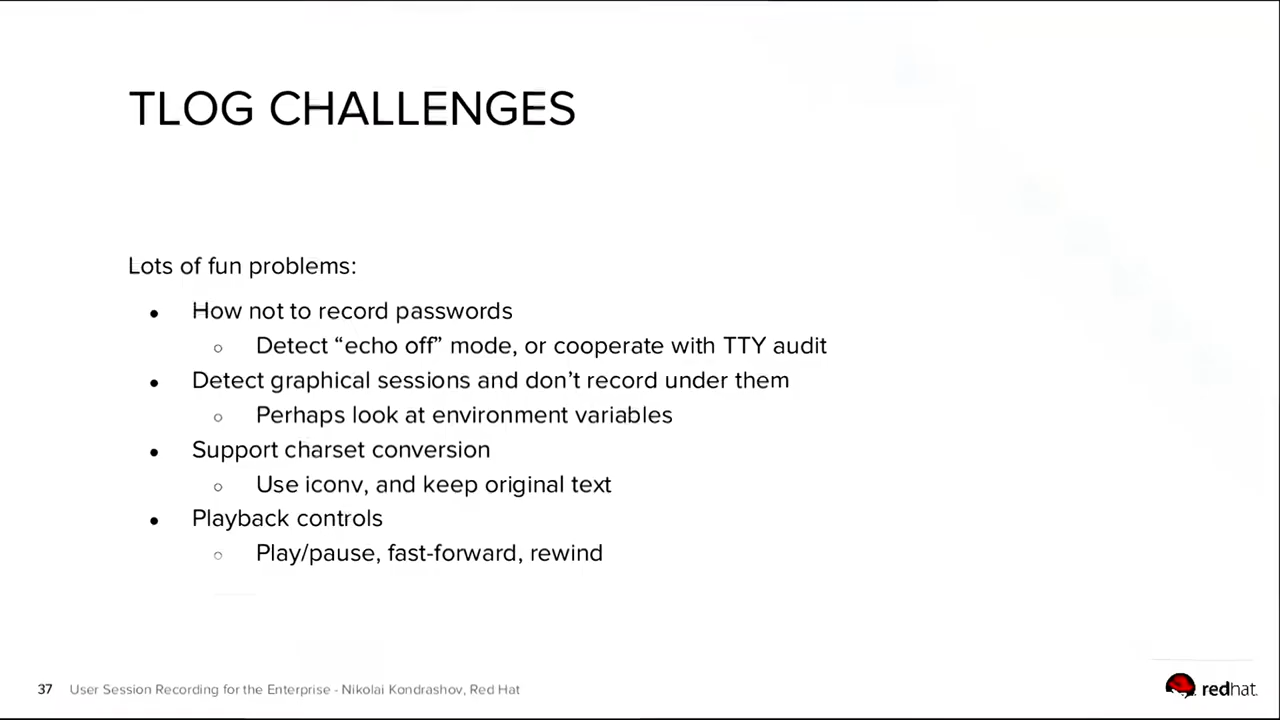 TLOG CHALLENGES
Lots of fun problems:
● How not to record passwords
○ Detect “echo off” mode, or cooperate with TTY audit
● Detect graphical sessions and don’t record under them
○ Perhaps look at environment variables
● Support charset conversion
○ Use iconv, and keep original text
● Playback controls
○ Play/pause, fast-forward, rewind
37 User Session Recording for the Enterprise - Nikolai Kondrashov, Red Hat
redhat.